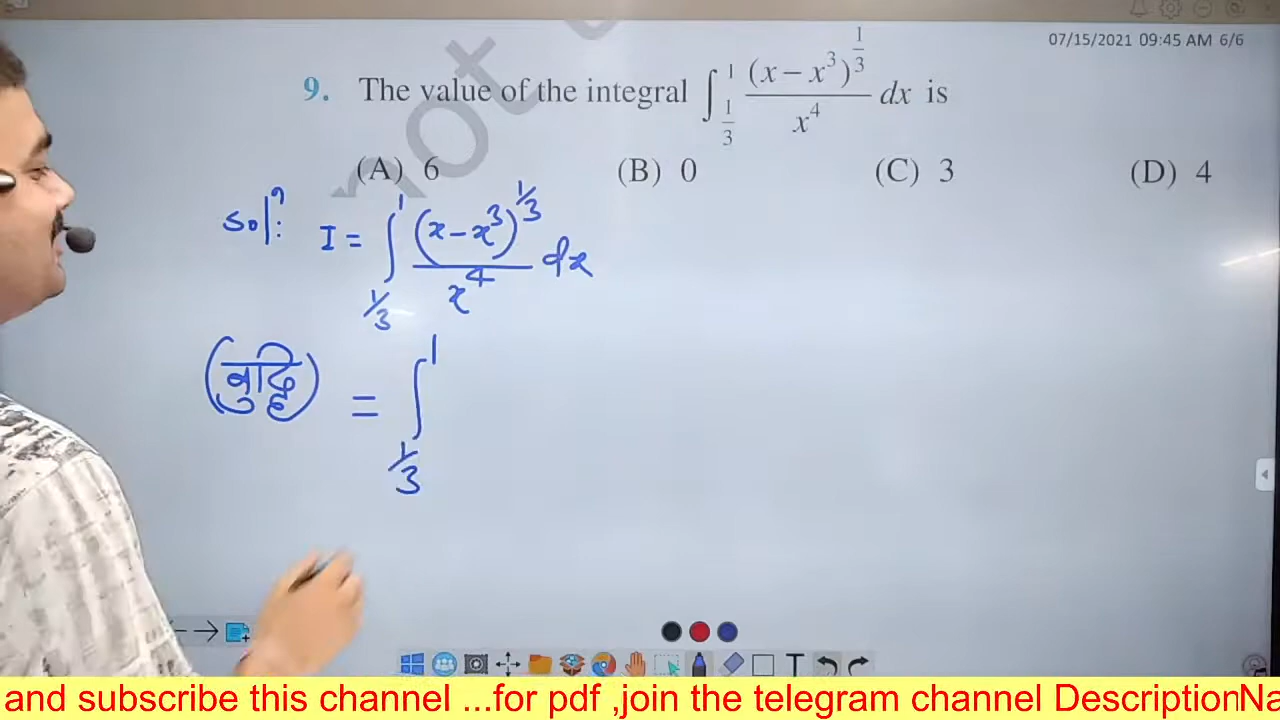 07/15/2021 09:45 AM 6/6
9. The value of the integral ∫_{1/3}^{1} (x – x³)^{1/3} / x⁴ dx is
(A) 6 (B) 0 (C) 3 (D) 4
not
Solⁿ: I = ∫_{1/3}^{1} (x – x³)^{1/3} / x⁴ dx
(बुद्धि) = ∫_{1/3}^{1}
and subscribe this channel ...for pdf ,join the telegram channel DescriptionNa